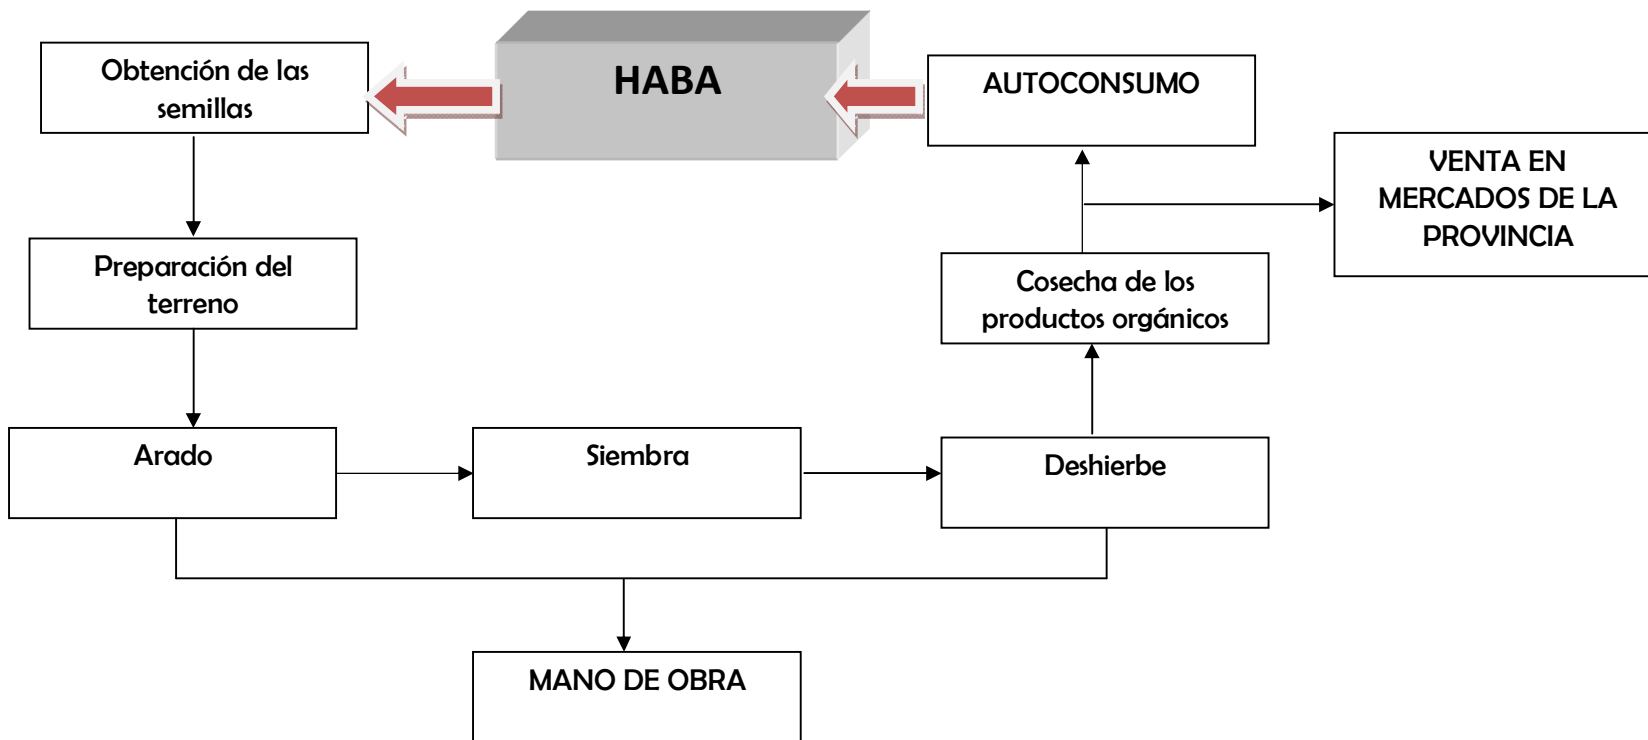 Obtención de las
semillas
HABA
AUTOCONSUMO
VENTA EN
MERCADOS DE LA
PROVINCIA
Preparación del
terreno
Cosecha de los
productos orgánicos
Arado
Siembra
Deshierbe
MANO DE OBRA